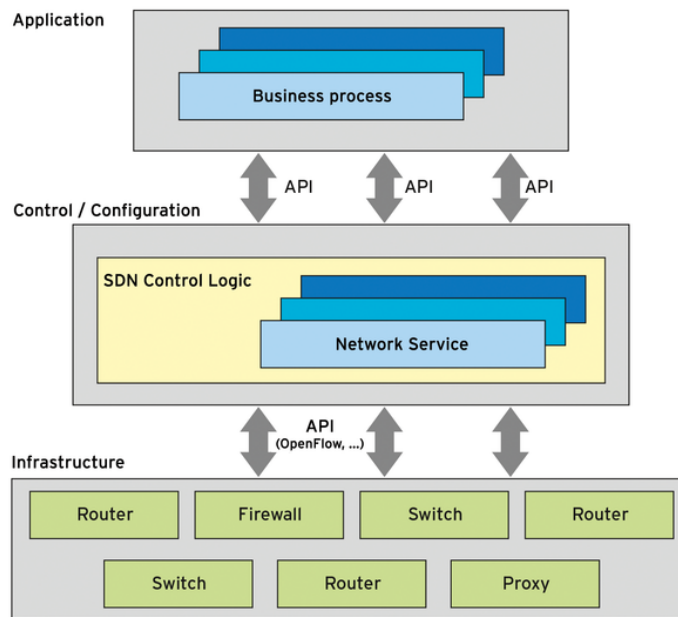 Application
Business process
API
API
API
Control / Configuration
SDN Control Logic
Network Service
API
(OpenFlow, ...)
Infrastructure
Router
Firewall
Switch
Router
Switch
Router
Proxy